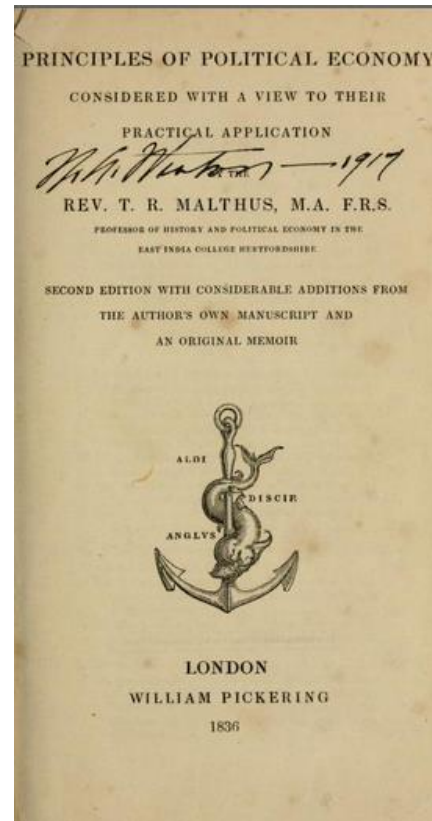 PRINCIPLES OF POLITICAL ECONOMY
CONSIDERED WITH A VIEW TO THEIR
PRACTICAL APPLICATION
1917
THE
REV. T. R. MALTHUS, M.A. F.R.S.
PROFESSOR OF HISTORY AND POLITICAL ECONOMY IN THE
EAST INDIA COLLEGE HERTFORDSHIRE
SECOND EDITION WITH CONSIDERABLE ADDITIONS FROM
THE AUTHOR'S OWN MANUSCRIPT AND
AN ORIGINAL MEMOIR
ALDI
DISCIP.
ANGLVS
LONDON
WILLIAM PICKERING
1836